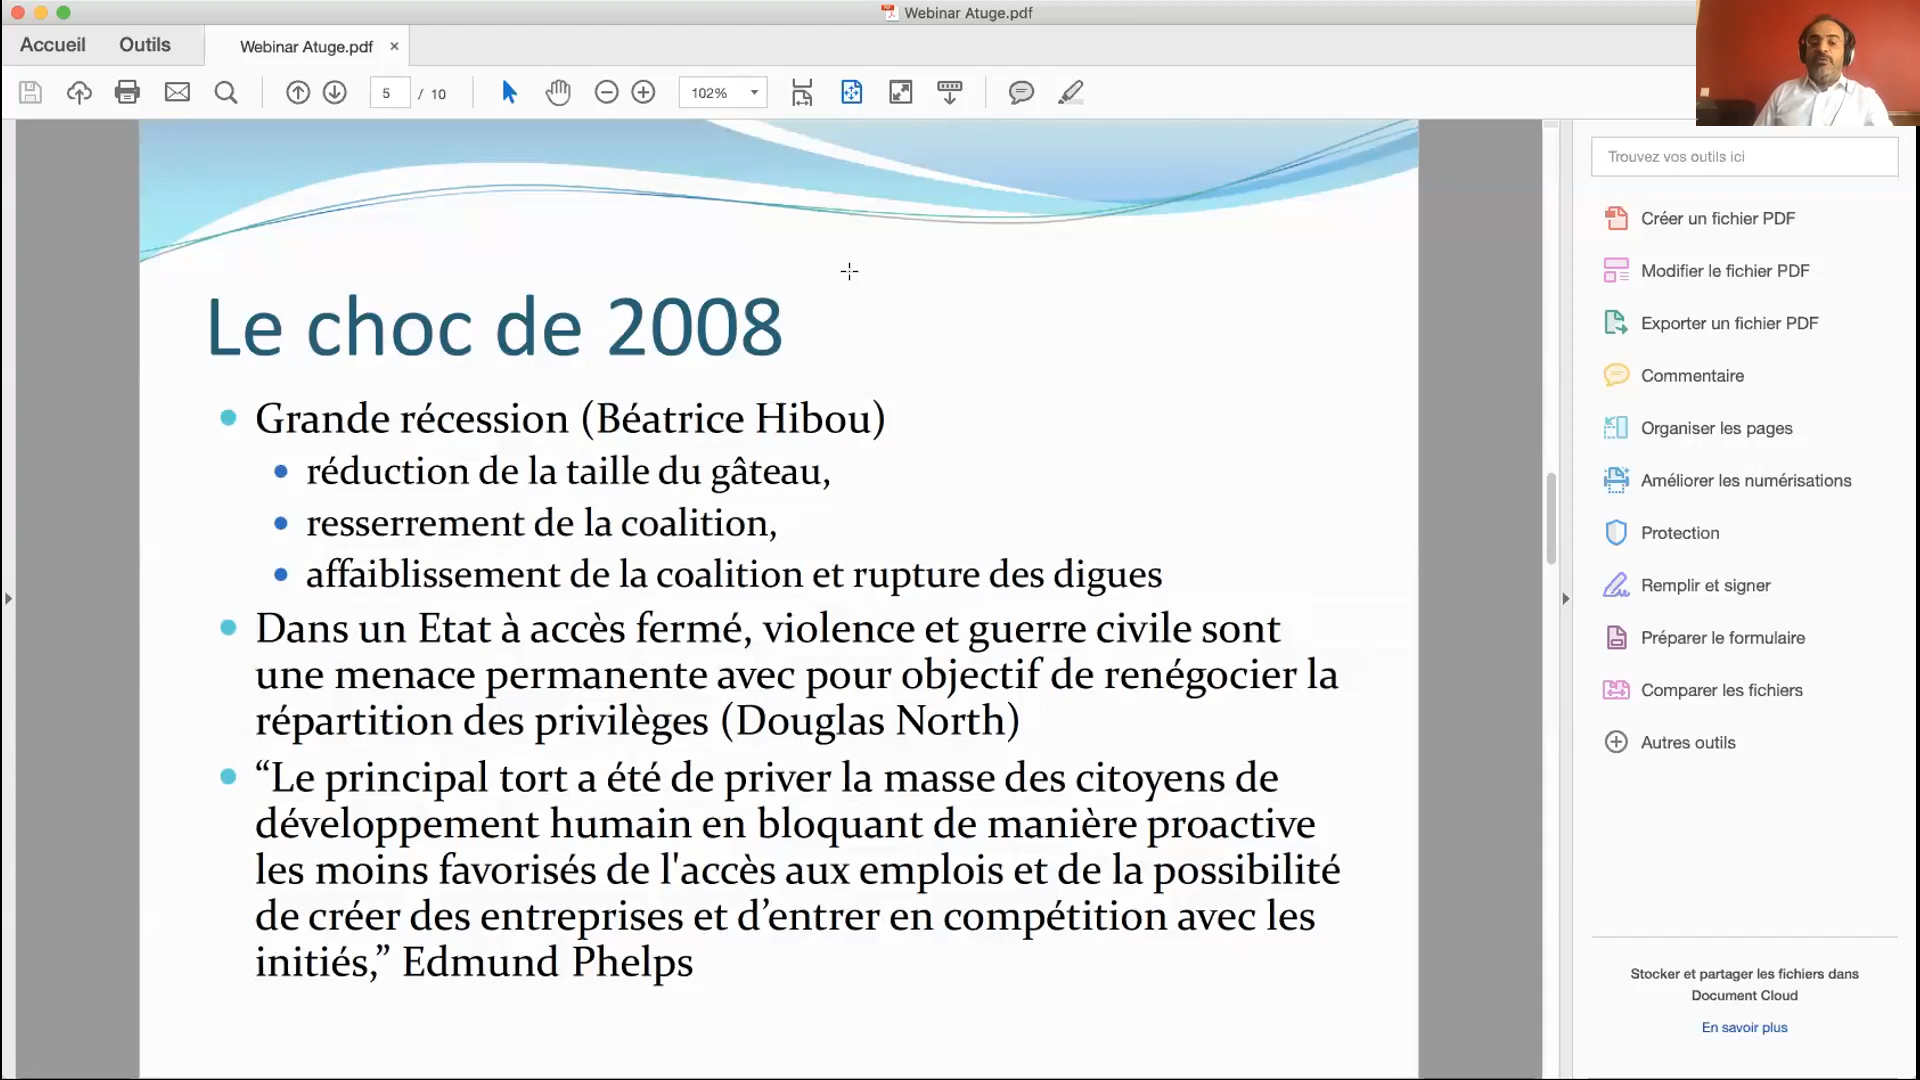 Webinar Atuge.pdf
Accueil
Outils
Webinar Atuge.pdf ×
5 / 10
102%
Trouvez vos outils ici
Le choc de 2008
Grande récession (Béatrice Hibou)
réduction de la taille du gâteau,
resserrement de la coalition,
affaiblissement de la coalition et rupture des digues
Dans un Etat à accès fermé, violence et guerre civile sont
une menace permanente avec pour objectif de renégocier la
répartition des privilèges (Douglas North)
“Le principal tort a été de priver la masse des citoyens de
développement humain en bloquant de manière proactive
les moins favorisés de l'accès aux emplois et de la possibilité
de créer des entreprises et d’entrer en compétition avec les
initiés,” Edmund Phelps
Créer un fichier PDF
Modifier le fichier PDF
Exporter un fichier PDF
Commentaire
Organiser les pages
Améliorer les numérisations
Protection
Remplir et signer
Préparer le formulaire
Comparer les fichiers
Autres outils
Stocker et partager les fichiers dans
Document Cloud
En savoir plus